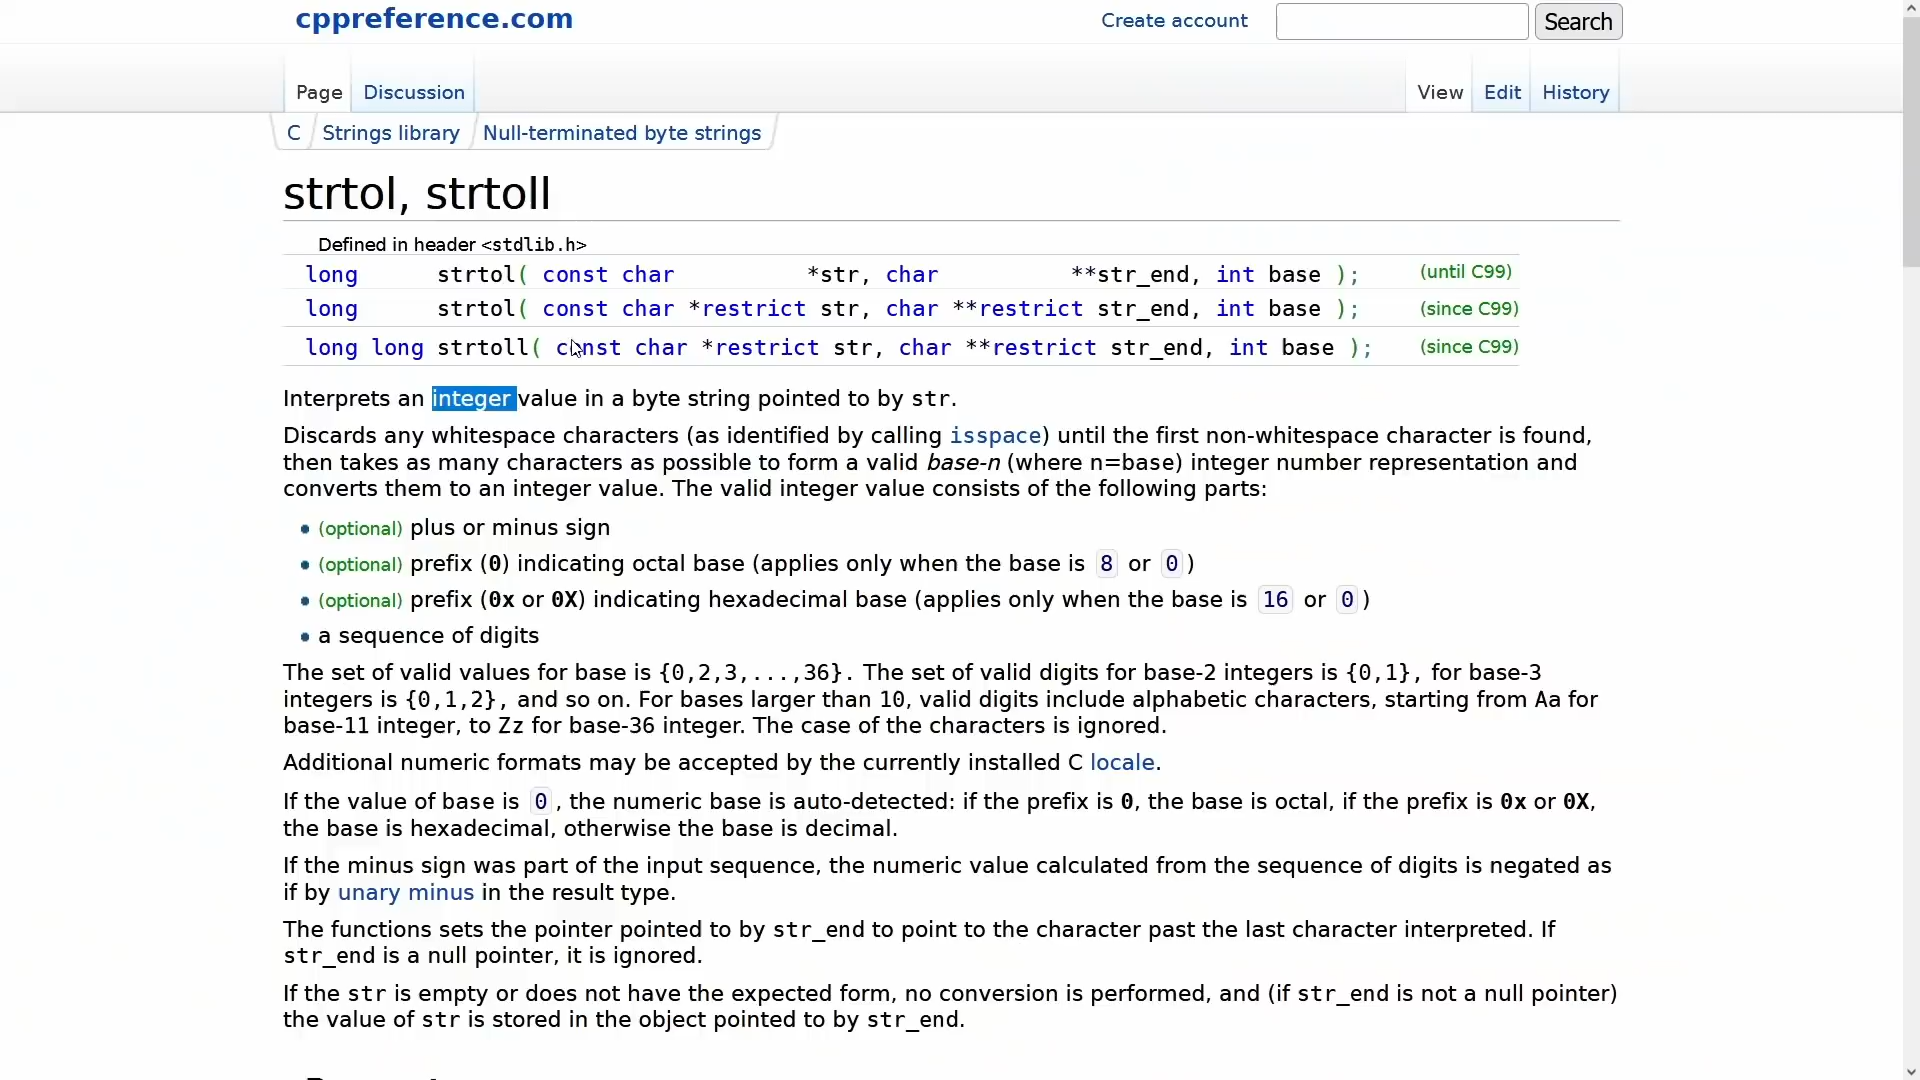 cppreference.com
Create account
Search
Page
Discussion
View
Edit
History
C
Strings library
Null-terminated byte strings
strtol, strtoll
Defined in header <stdlib.h>
long      strtol( const char          *str, char          **str_end, int base ); (until C99)
long      strtol( const char *restrict str, char **restrict str_end, int base ); (since C99)
long long strtoll( const char *restrict str, char **restrict str_end, int base ); (since C99)
Interprets an integer value in a byte string pointed to by str.
Discards any whitespace characters (as identified by calling isspace) until the first non-whitespace character is found,
then takes as many characters as possible to form a valid base-n (where n=base) integer number representation and
converts them to an integer value. The valid integer value consists of the following parts:
• (optional) plus or minus sign
• (optional) prefix (0) indicating octal base (applies only when the base is 8 or 0)
• (optional) prefix (0x or 0X) indicating hexadecimal base (applies only when the base is 16 or 0)
• a sequence of digits
The set of valid values for base is {0,2,3,...,36}. The set of valid digits for base-2 integers is {0,1}, for base-3
integers is {0,1,2}, and so on. For bases larger than 10, valid digits include alphabetic characters, starting from Aa for
base-11 integer, to Zz for base-36 integer. The case of the characters is ignored.
Additional numeric formats may be accepted by the currently installed C locale.
If the value of base is 0, the numeric base is auto-detected: if the prefix is 0, the base is octal, if the prefix is 0x or 0X,
the base is hexadecimal, otherwise the base is decimal.
If the minus sign was part of the input sequence, the numeric value calculated from the sequence of digits is negated as
if by unary minus in the result type.
The functions sets the pointer pointed to by str_end to point to the character past the last character interpreted. If
str_end is a null pointer, it is ignored.
If the str is empty or does not have the expected form, no conversion is performed, and (if str_end is not a null pointer)
the value of str is stored in the object pointed to by str_end.